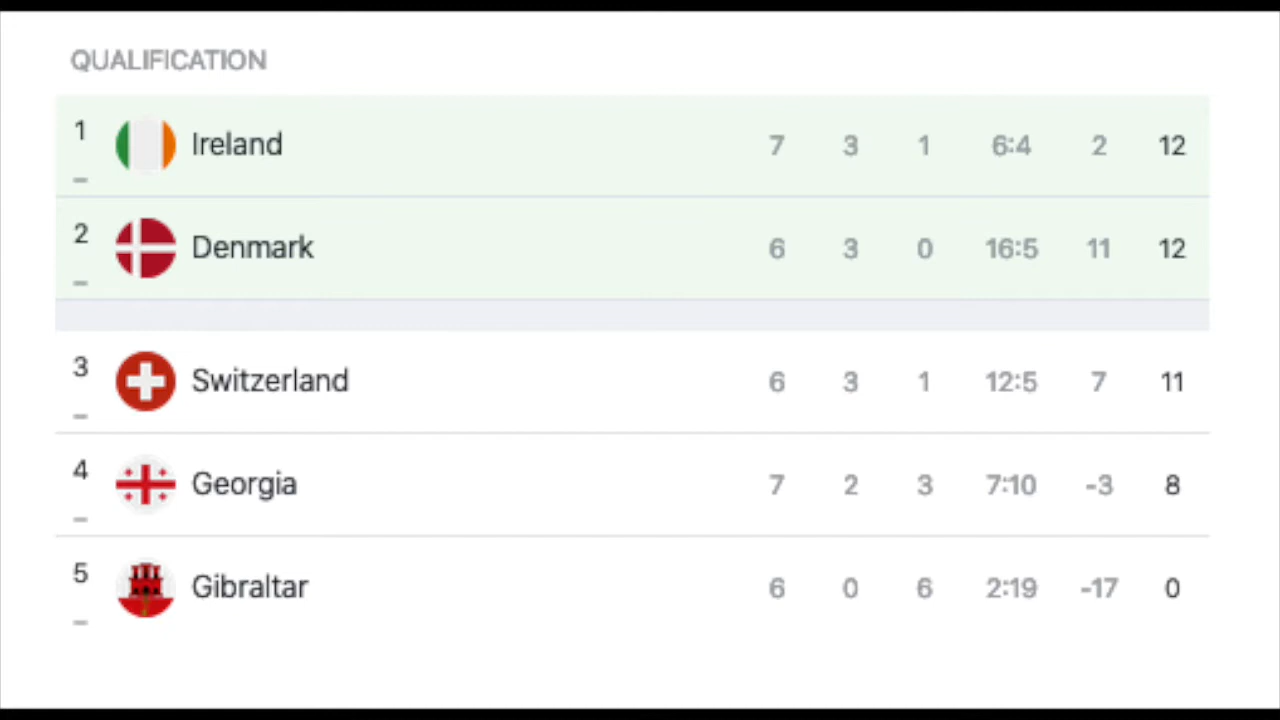 QUALIFICATION
1 Ireland 7 3 1 6:4 2 12
–
2 Denmark 6 3 0 16:5 11 12
–
3 Switzerland 6 3 1 12:5 7 11
–
4 Georgia 7 2 3 7:10 -3 8
–
5 Gibraltar 6 0 6 2:19 -17 0
–